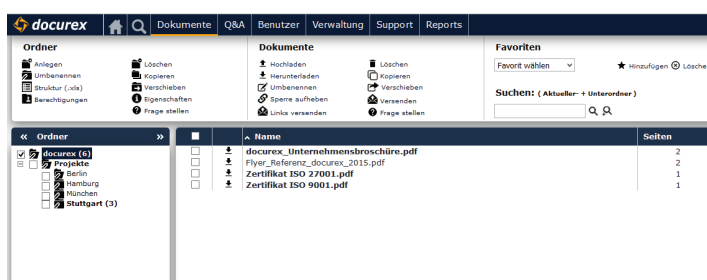 docurex Dokumente Q&A Benutzer Verwaltung Support Reports
Ordner
Anlegen
Umbenennen
Struktur (.xls)
Berechtigungen
Löschen
Kopieren
Verschieben
Eigenschaften
Frage stellen
Dokumente
Hochladen
Herunterladen
Umbenennen
Sperre aufheben
Links versenden
Löschen
Kopieren
Verschieben
Versenden
Frage stellen
Favoriten
Favorit wählen Hinzufügen Lösche
Suchen: ( Aktueller- + Unterordner )
« Ordner »
docurex (6)
Projekte
Berlin
Hamburg
München
Stuttgart (3)
Name Seiten
docurex_Unternehmensbroschüre.pdf 2
Flyer_Referenz_docurex_2015.pdf 2
Zertifikat ISO 27001.pdf 1
Zertifikat ISO 9001.pdf 1